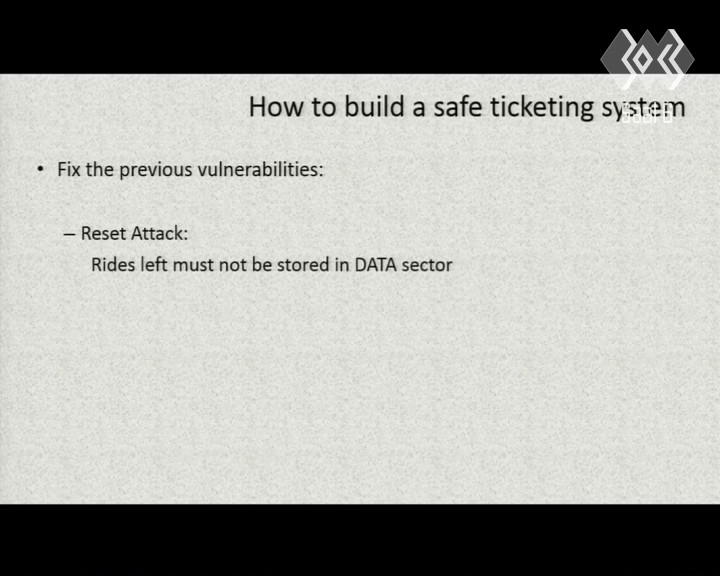 How to build a safe ticketing system
• Fix the previous vulnerabilities:
– Reset Attack:
Rides left must not be stored in DATA sector